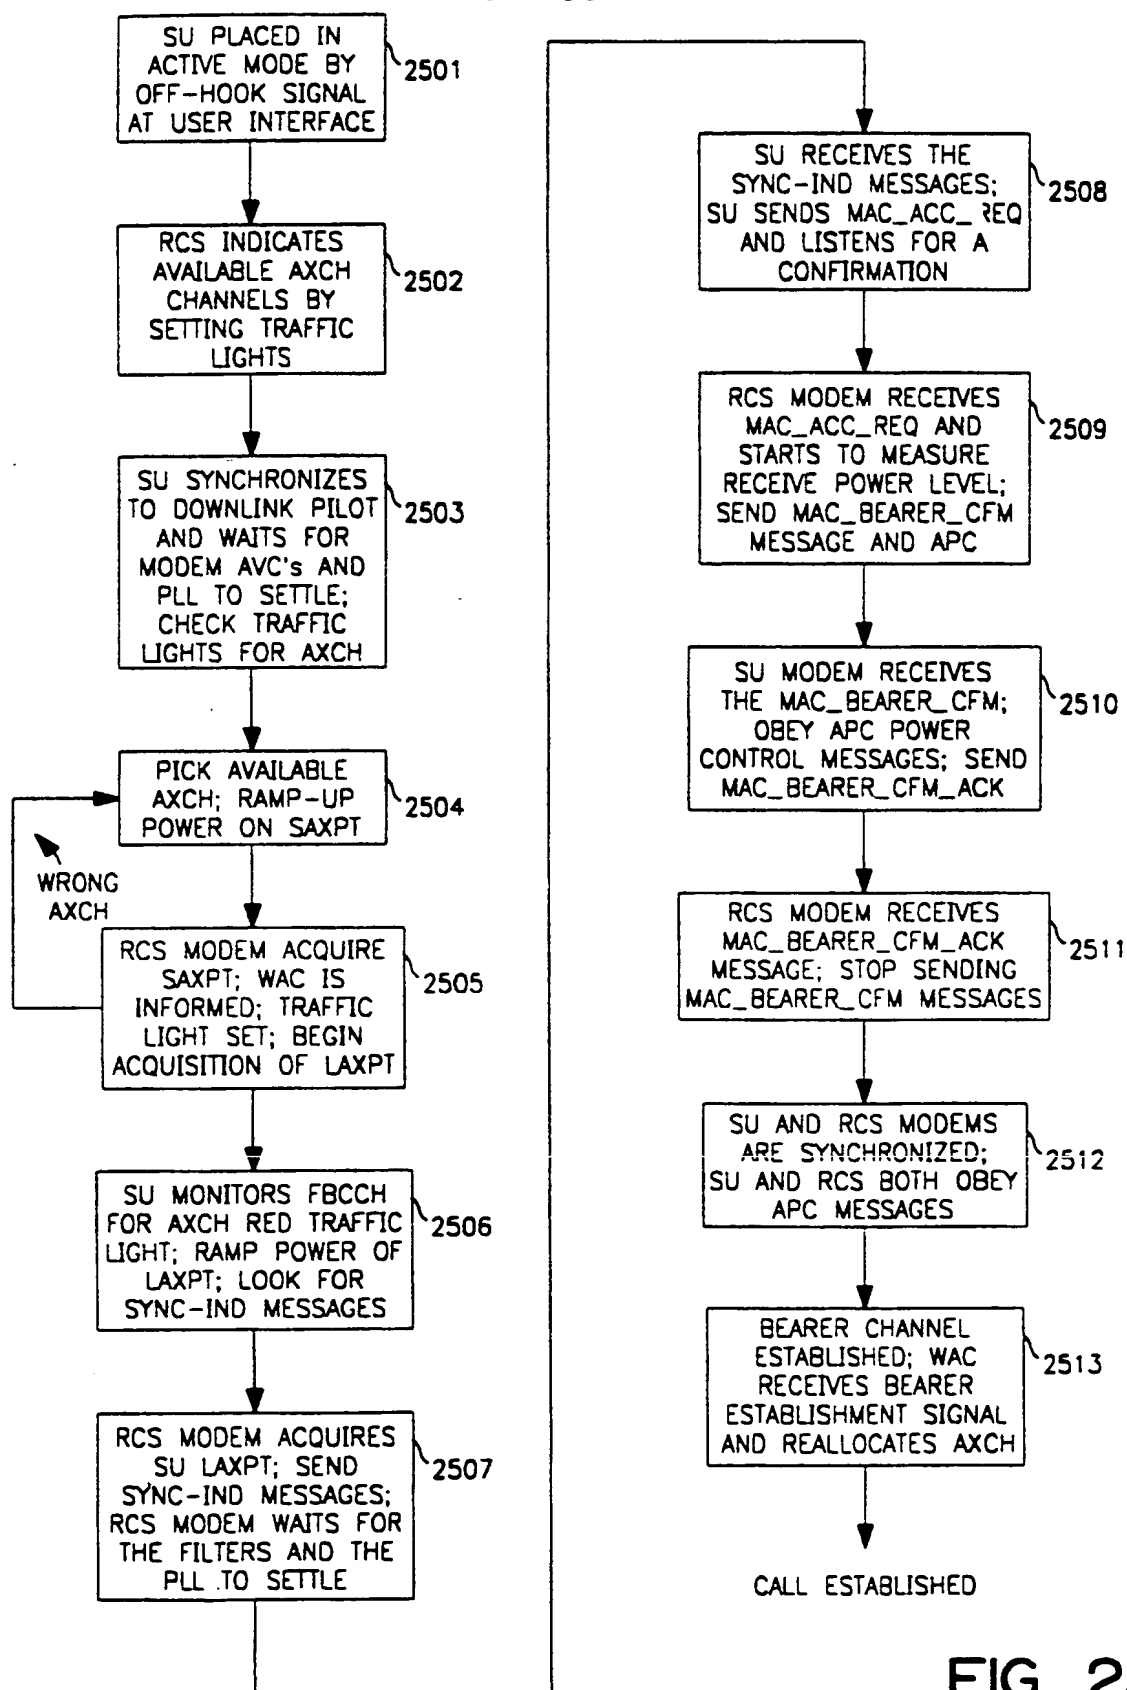 SU PLACED IN
ACTIVE MODE BY
OFF-HOOK SIGNAL
AT USER INTERFACE
2501
RCS INDICATES
AVAILABLE AXCH
CHANNELS BY
SETTING TRAFFIC
LIGHTS
2502
SU SYNCHRONIZES
TO DOWNLINK PILOT
AND WAITS FOR
MODEM AVC's AND
PLL TO SETTLE;
CHECK TRAFFIC
LIGHTS FOR AXCH
2503
PICK AVAILABLE
AXCH; RAMP-UP
POWER ON SAXPT
2504
WRONG
AXCH
RCS MODEM ACQUIRE
SAXPT; WAC IS
INFORMED; TRAFFIC
LIGHT SET; BEGIN
ACQUISITION OF LAXPT
2505
SU MONITORS FBCCH
FOR AXCH RED TRAFFIC
LIGHT; RAMP POWER OF
LAXPT; LOOK FOR
SYNC-IND MESSAGES
2506
RCS MODEM ACQUIRES
SU LAXPT; SEND
SYNC-IND MESSAGES;
RCS MODEM WAITS FOR
THE FILTERS AND THE
PLL TO SETTLE
2507
SU RECEIVES THE
SYNC-IND MESSAGES;
SU SENDS MAC_ACC_REQ
AND LISTENS FOR A
CONFIRMATION
2508
RCS MODEM RECEIVES
MAC_ACC_REQ AND
STARTS TO MEASURE
RECEIVE POWER LEVEL;
SEND MAC_BEARER_CFM
MESSAGE AND APC
2509
SU MODEM RECEIVES
THE MAC_BEARER_CFM;
OBEY APC POWER
CONTROL MESSAGES; SEND
MAC_BEARER_CFM_ACK
2510
RCS MODEM RECEIVES
MAC_BEARER_CFM_ACK
MESSAGE; STOP SENDING
MAC_BEARER_CFM MESSAGES
2511
SU AND RCS MODEMS
ARE SYNCHRONIZED;
SU AND RCS BOTH OBEY
APC MESSAGES
2512
BEARER CHANNEL
ESTABLISHED; WAC
RECEIVES BEARER
ESTABLISHMENT SIGNAL
AND REALLOCATES AXCH
2513
CALL ESTABLISHED
FIG. 2